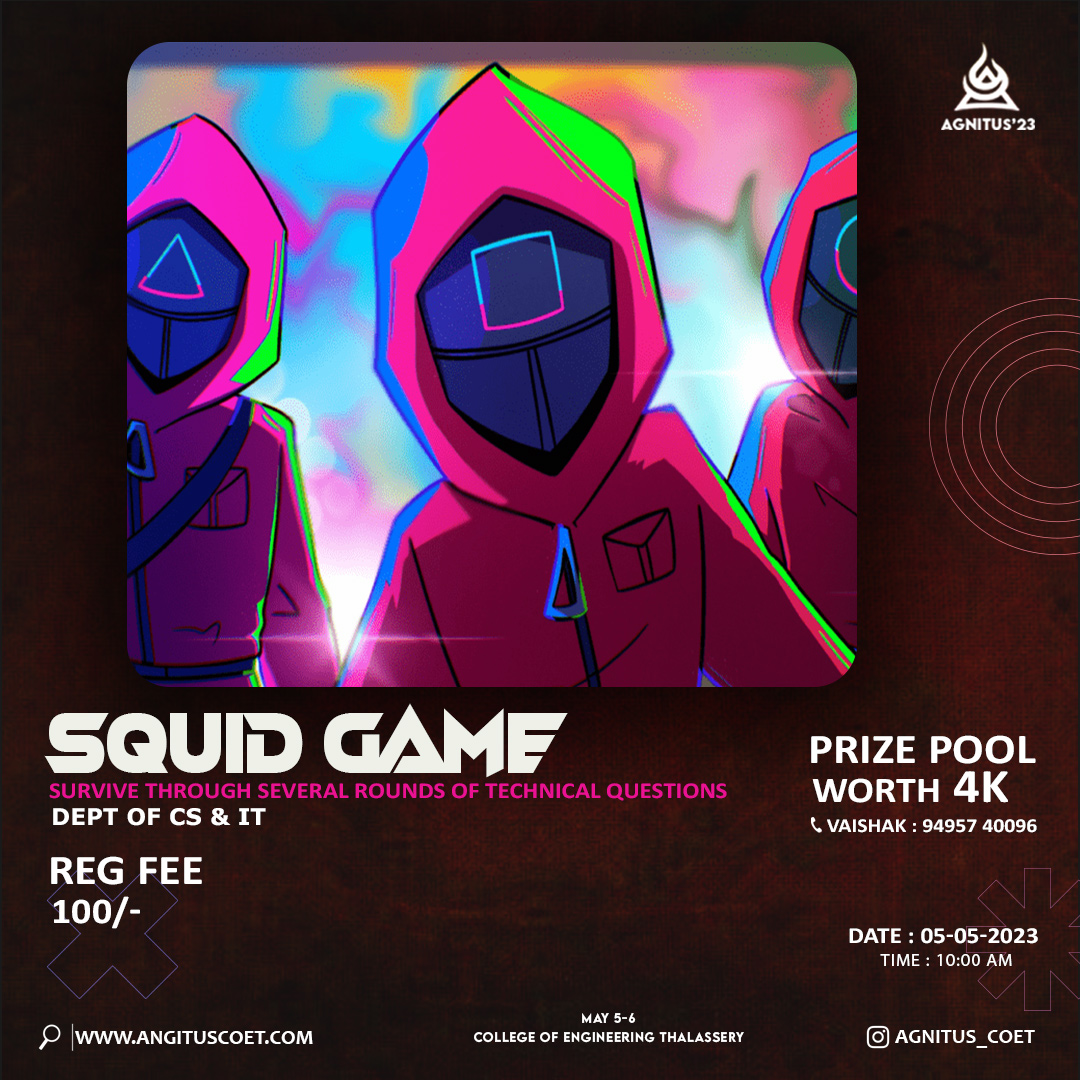 AGNITUS'23
SQUID GAME
SURVIVE THROUGH SEVERAL ROUNDS OF TECHNICAL QUESTIONS
DEPT OF CS & IT
REG FEE
100/-
PRIZE POOL
WORTH 4K
VAISHAK : 94957 40096
DATE : 05-05-2023
TIME : 10:00 AM
WWW.ANGITUSCOET.COM
MAY 5-6
COLLEGE OF ENGINEERING THALASSERY
AGNITUS_COET